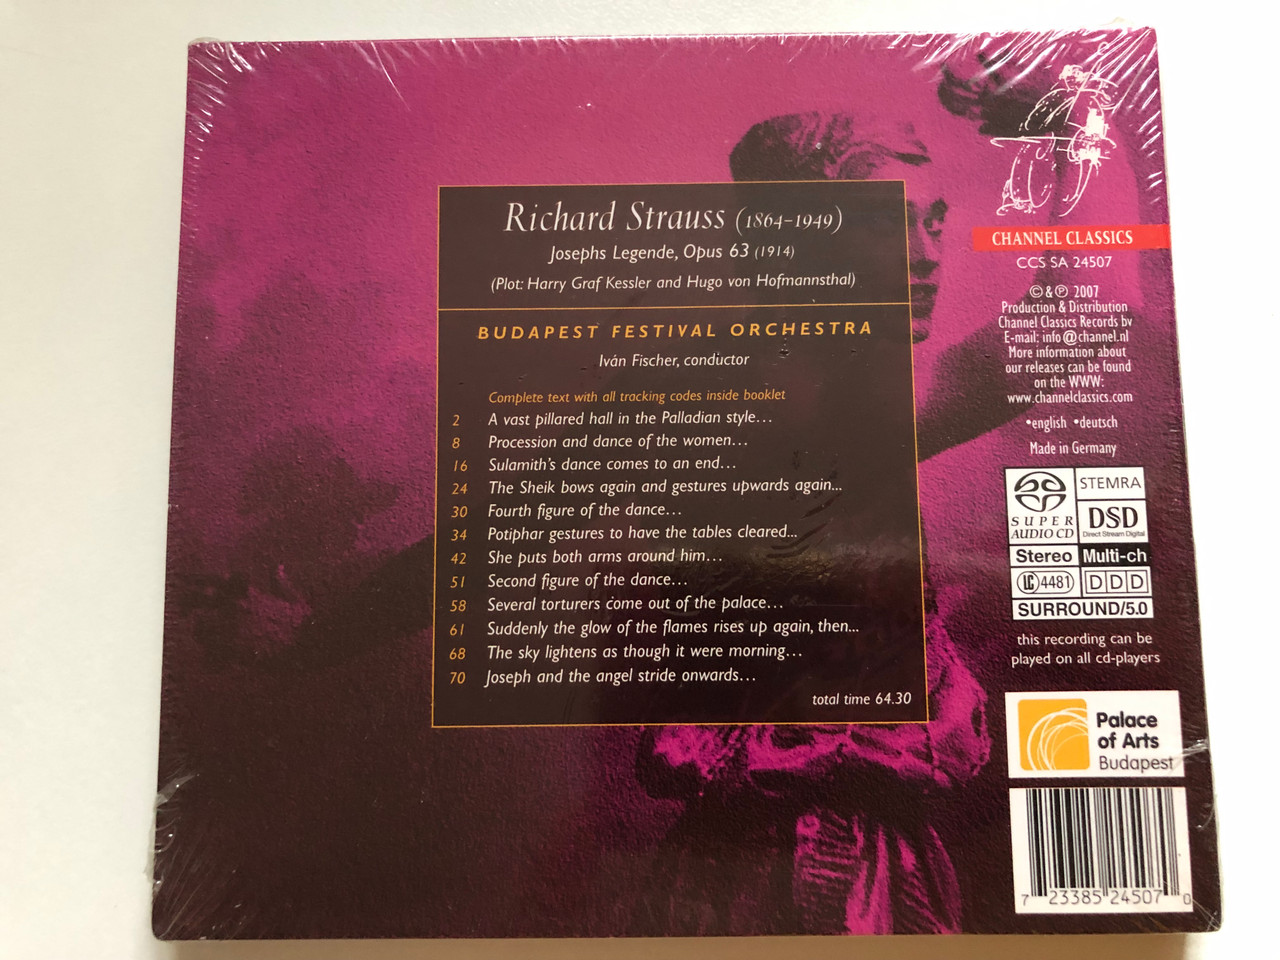 Richard Strauss (1864–1949)
Josephs Legende, Opus 63 (1914)
(Plot: Harry Graf Kessler and Hugo von Hofmannsthal)
BUDAPEST FESTIVAL ORCHESTRA
Iván Fischer, conductor
Complete text with all tracking codes inside booklet
2 A vast pillared hall in the Palladian style...
8 Procession and dance of the women...
16 Sulamith's dance comes to an end...
24 The Sheik bows again and gestures upwards again...
30 Fourth figure of the dance...
34 Potiphar gestures to have the tables cleared...
42 She puts both arms around him...
51 Second figure of the dance...
58 Several torturers come out of the palace...
61 Suddenly the glow of the flames rises up again, then...
68 The sky lightens as though it were morning...
70 Joseph and the angel stride onwards...
total time 64.30
CHANNEL CLASSICS
CCS SA 24507
©&℗ 2007
Production & Distribution
Channel Classics Records bv
E-mail: info@channel.nl
More information about
our releases can be found
on the WWW:
www.channelclassics.com
•english •deutsch
Made in Germany
SUPER
AUDIO CD
STEMRA
DSD
Direct Stream Digital
Stereo Multi-ch
LC 4481 DDD
SURROUND/5.0
this recording can be
played on all cd-players
Palace
of Arts
Budapest
7 23385 24507 0